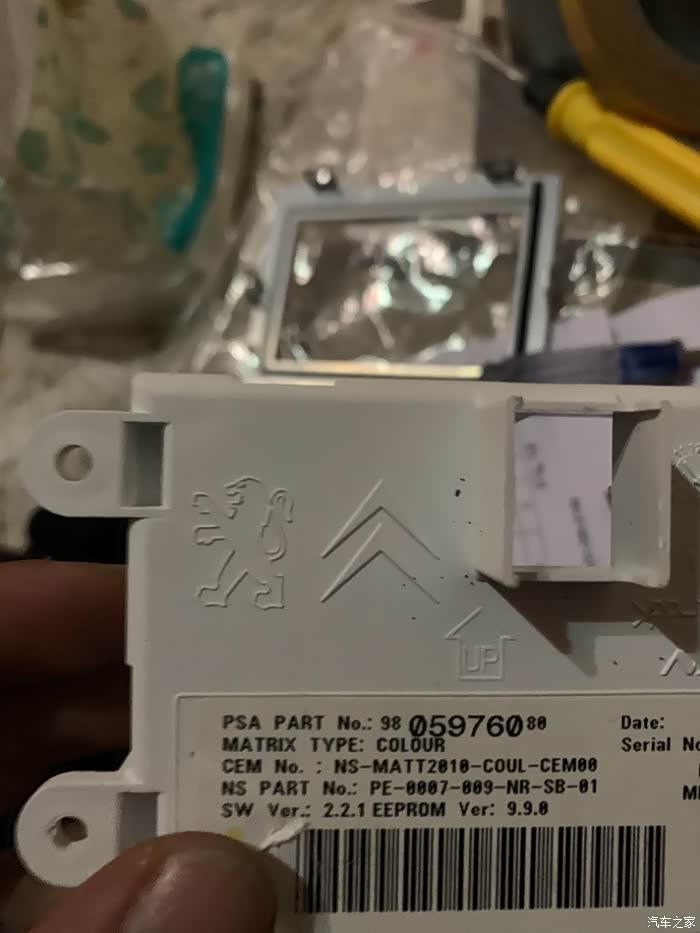 UP
PSA PART No.: 98 059760 80
MATRIX TYPE: COLOUR
CEM No. : NS-MATT2010-COUL-CEM00
NS PART No.: PE-0007-009-NR-SB-01
SW Ver.: 2.2.1 EEPROM Ver: 9.9.0
Date:
Serial No
汽车之家